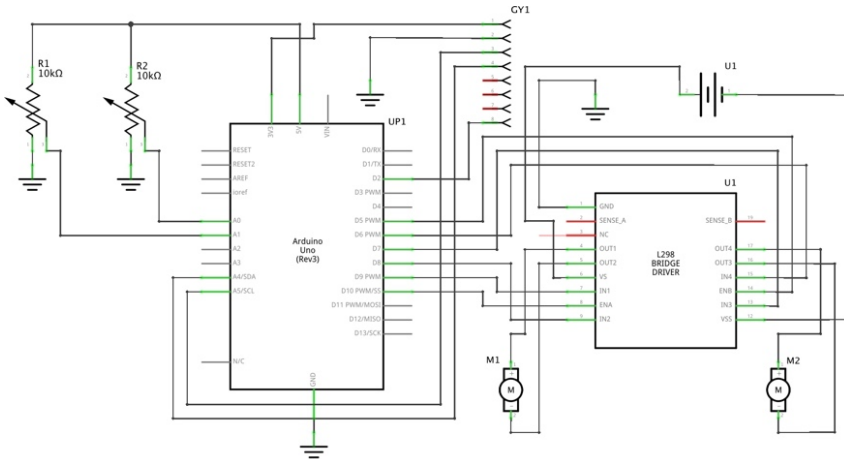 GY1
R1
10kΩ
R2
10kΩ
U1
UP1
3V3
5V
VIN
RESET
RESET2
AREF
ioref
A0
A1
A2
A3
A4/SDA
A5/SCL
N/C
Arduino
Uno
(Rev3)
D0/RX
D1/TX
D2
D3 PWM
D4
D5 PWM
D6 PWM
D7
D8
D9 PWM
D10 PWM/SS
D11 PWM/MOSI
D12/MISO
D13/SCK
GND
U1
GND
SENSE_A
NC
OUT1
OUT2
VS
IN1
ENA
IN2
L298
BRIDGE
DRIVER
SENSE_B
OUT4
OUT3
IN4
ENB
IN3
VSS
M1
M
M2
M